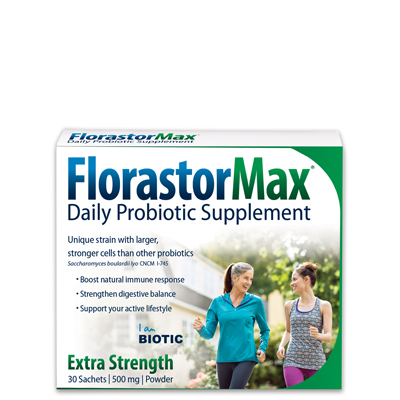 FlorastorMax®
Daily Probiotic Supplement
FlorastorMax®
Daily Probiotic Supplement
Unique strain with larger,
stronger cells than other probiotics
Saccharomyces boulardii lyo CNCM I-745
• Boost natural immune response
• Strengthen digestive balance
• Support your active lifestyle
I am
BIOTIC
Extra Strength
30 Sachets | 500 mg | Powder